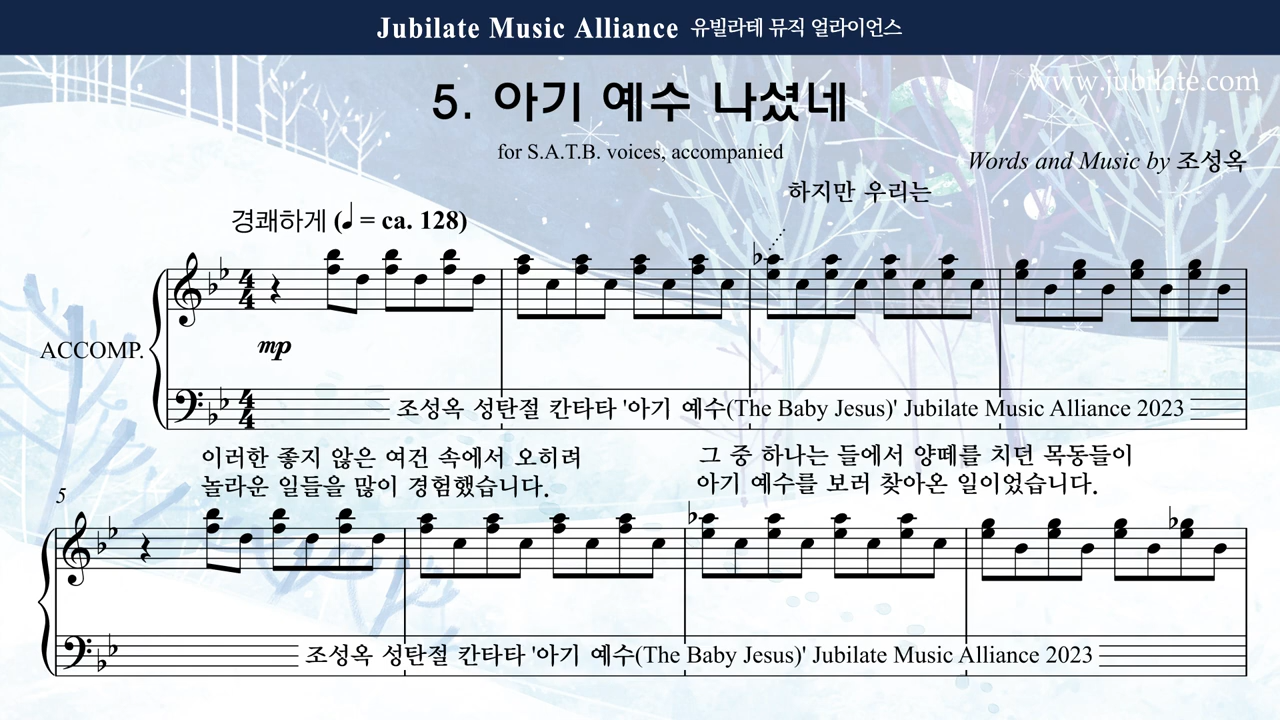 Jubilate Music Alliance 유빌라테 뮤직 얼라이언스
www.jubilate.com
5. 아기 예수 나셨네
for S.A.T.B. voices, accompanied
Words and Music by 조성옥
하지만 우리는
경쾌하게 (♩ = ca. 128)
4
4
mp
ACCOMP.
4
4
조성옥 성탄절 칸타타 '아기 예수(The Baby Jesus)' Jubilate Music Alliance 2023
이러한 좋지 않은 여건 속에서 오히려
놀라운 일들을 많이 경험했습니다.
그 중 하나는 들에서 양떼를 치던 목동들이
아기 예수를 보러 찾아온 일이었습니다.
5
조성옥 성탄절 칸타타 '아기 예수(The Baby Jesus)' Jubilate Music Alliance 2023